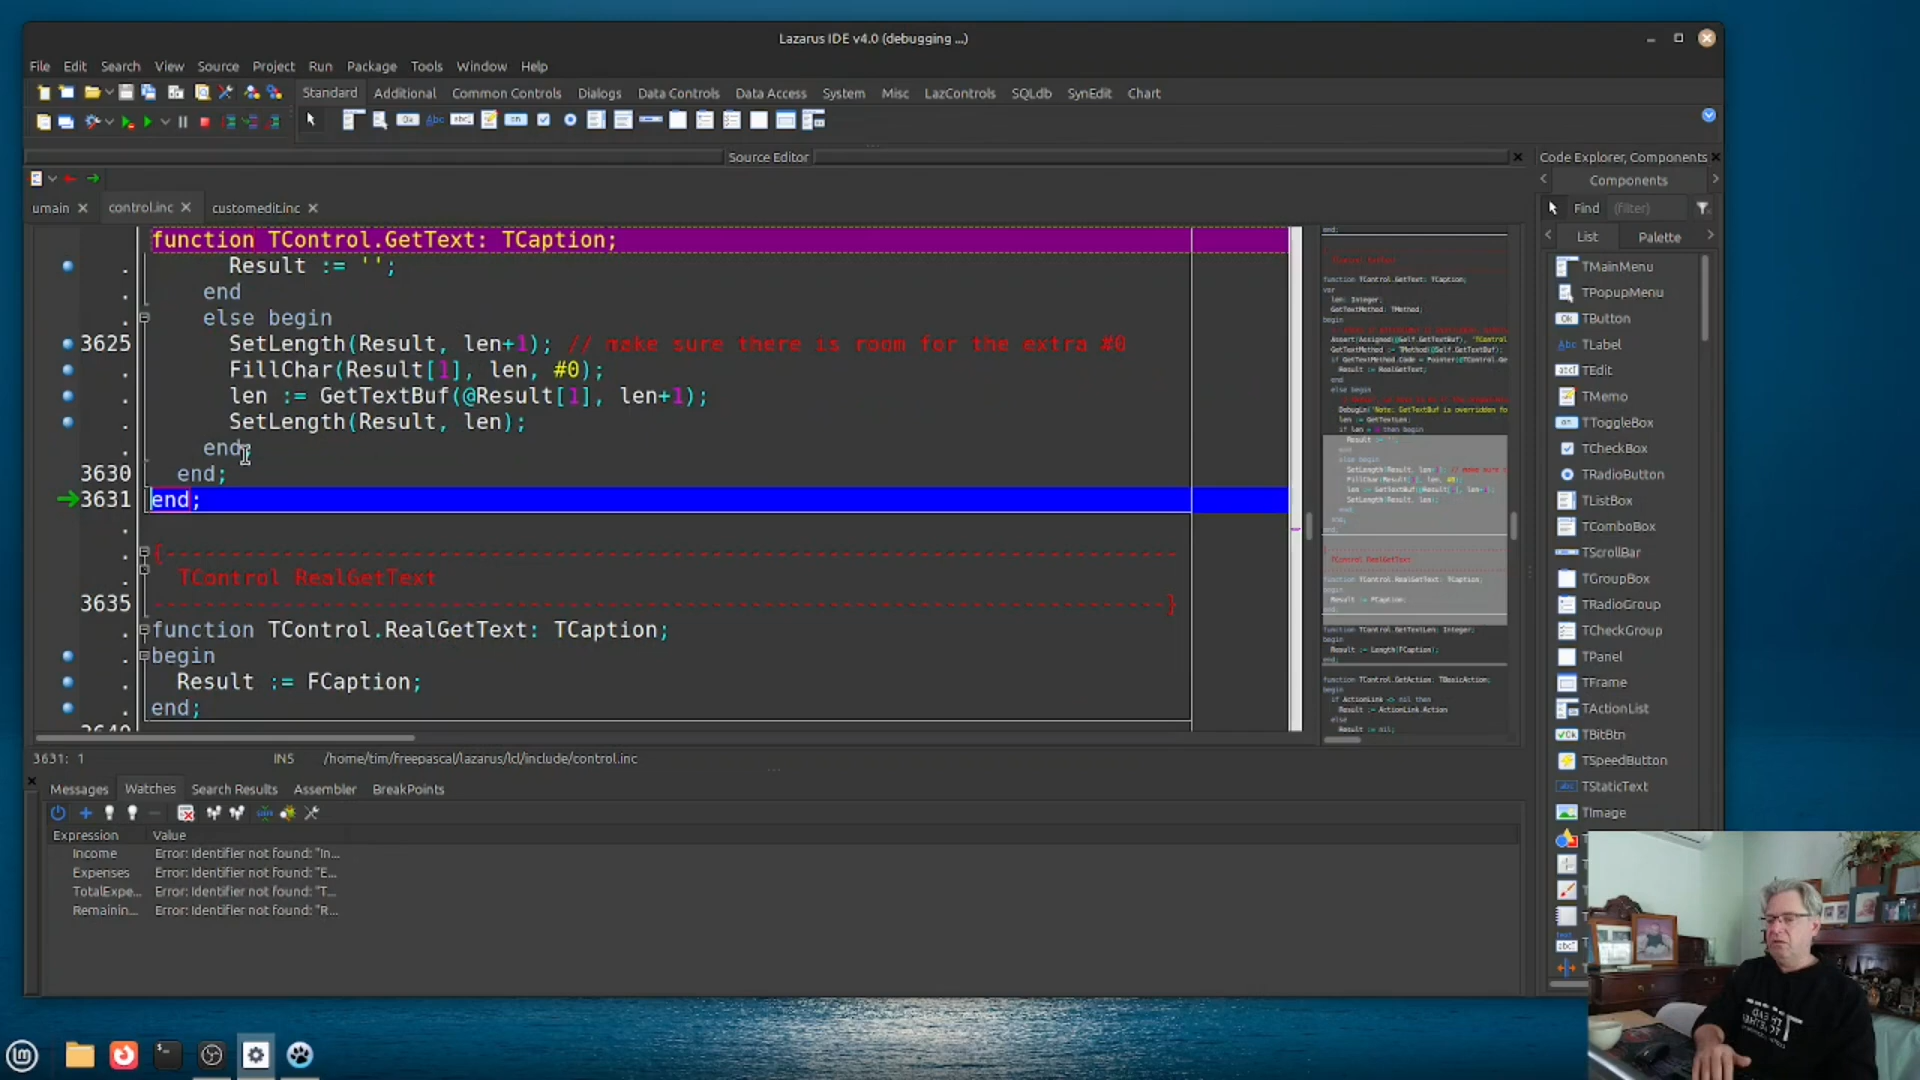 Lazarus IDE v4.0 (debugging ...)
File Edit Search View Source Project Run Package Tools Window Help
Standard Additional Common Controls Dialogs Data Controls Data Access System Misc LazControls SQLdb SynEdit Chart
Source Editor
Code Explorer, Components
Components
umain control.inc customedit.inc
Find (filter)
List Palette
function TControl.GetText: TCaption;
Result := '';
end
else begin
3625 SetLength(Result, len+1); // make sure there is room for the extra #0
FillChar(Result[1], len, #0);
len := GetTextBuf(@Result[1], len+1);
SetLength(Result, len);
end;
3630 end;
3631 end;
{------------------------------------------------------------------------------
TControl RealGetText
3635 ------------------------------------------------------------------------------}
function TControl.RealGetText: TCaption;
begin
Result := FCaption;
end;
TMainMenu
TPopupMenu
TButton
TLabel
TEdit
TMemo
TToggleBox
TCheckBox
TRadioButton
TListBox
TComboBox
TScrollBar
TGroupBox
TRadioGroup
TCheckGroup
TPanel
TFrame
TActionList
TBitBtn
TSpeedButton
TStaticText
TImage
3631: 1 INS /home/tim/freepascal/lazarus/lcl/include/control.inc
Messages Watches Search Results Assembler BreakPoints
Expression Value
Income Error: Identifier not found: "In...
Expenses Error: Identifier not found: "E...
TotalExpe... Error: Identifier not found: "T...
Remainin... Error: Identifier not found: "R...